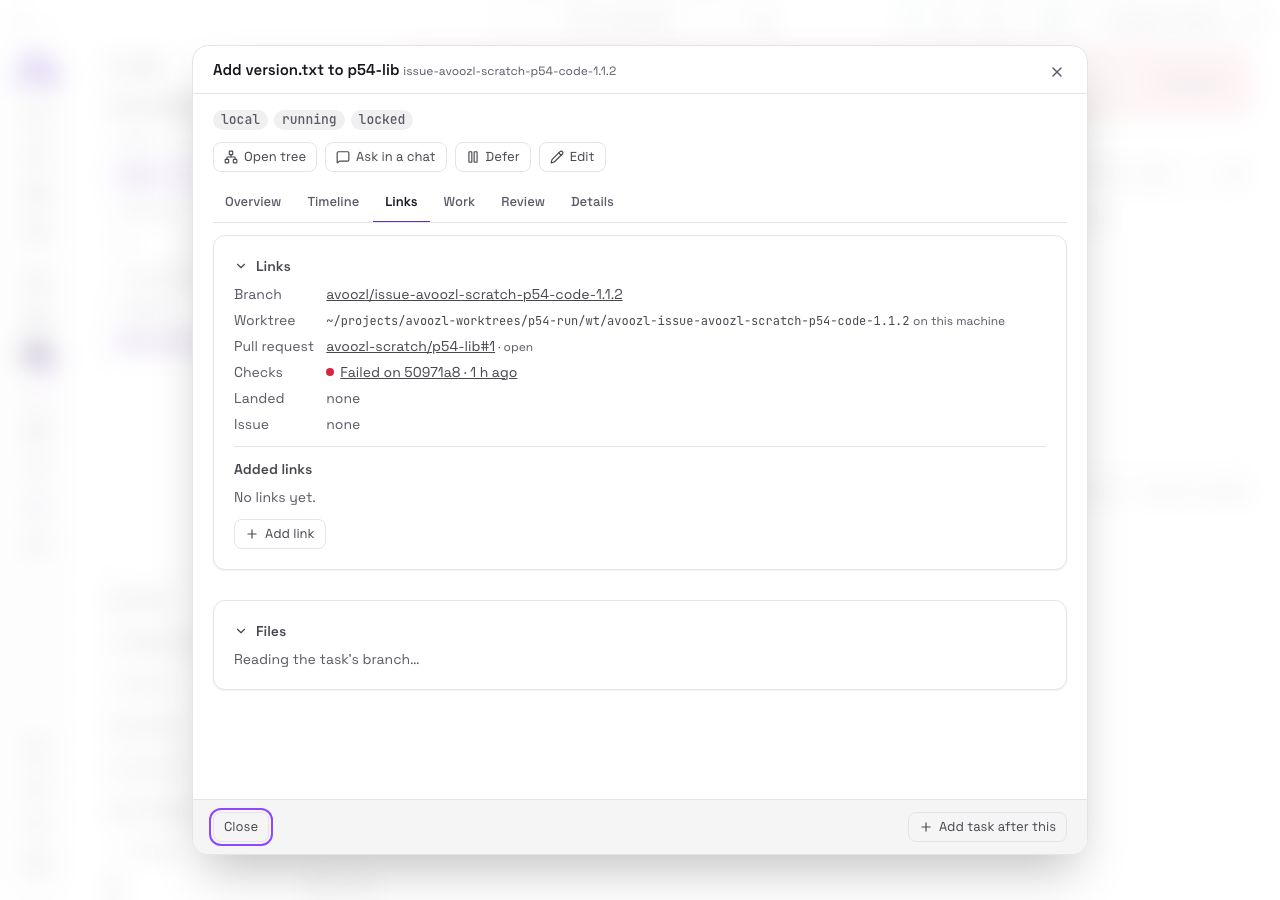 Add version.txt to p54-lib issue-avoozl-scratch-p54-code-1.1.2
local running locked
Open tree Ask in a chat Defer Edit
Overview Timeline Links Work Review Details
Links
Branch avoozl/issue-avoozl-scratch-p54-code-1.1.2
Worktree ~/projects/avoozl-worktrees/p54-run/wt/avoozl-issue-avoozl-scratch-p54-code-1.1.2 on this machine
Pull request avoozl-scratch/p54-lib#1 · open
Checks Failed on 50971a8 · 1 h ago
Landed none
Issue none
Added links
No links yet.
Add link
Files
Reading the task's branch…
Close Add task after this